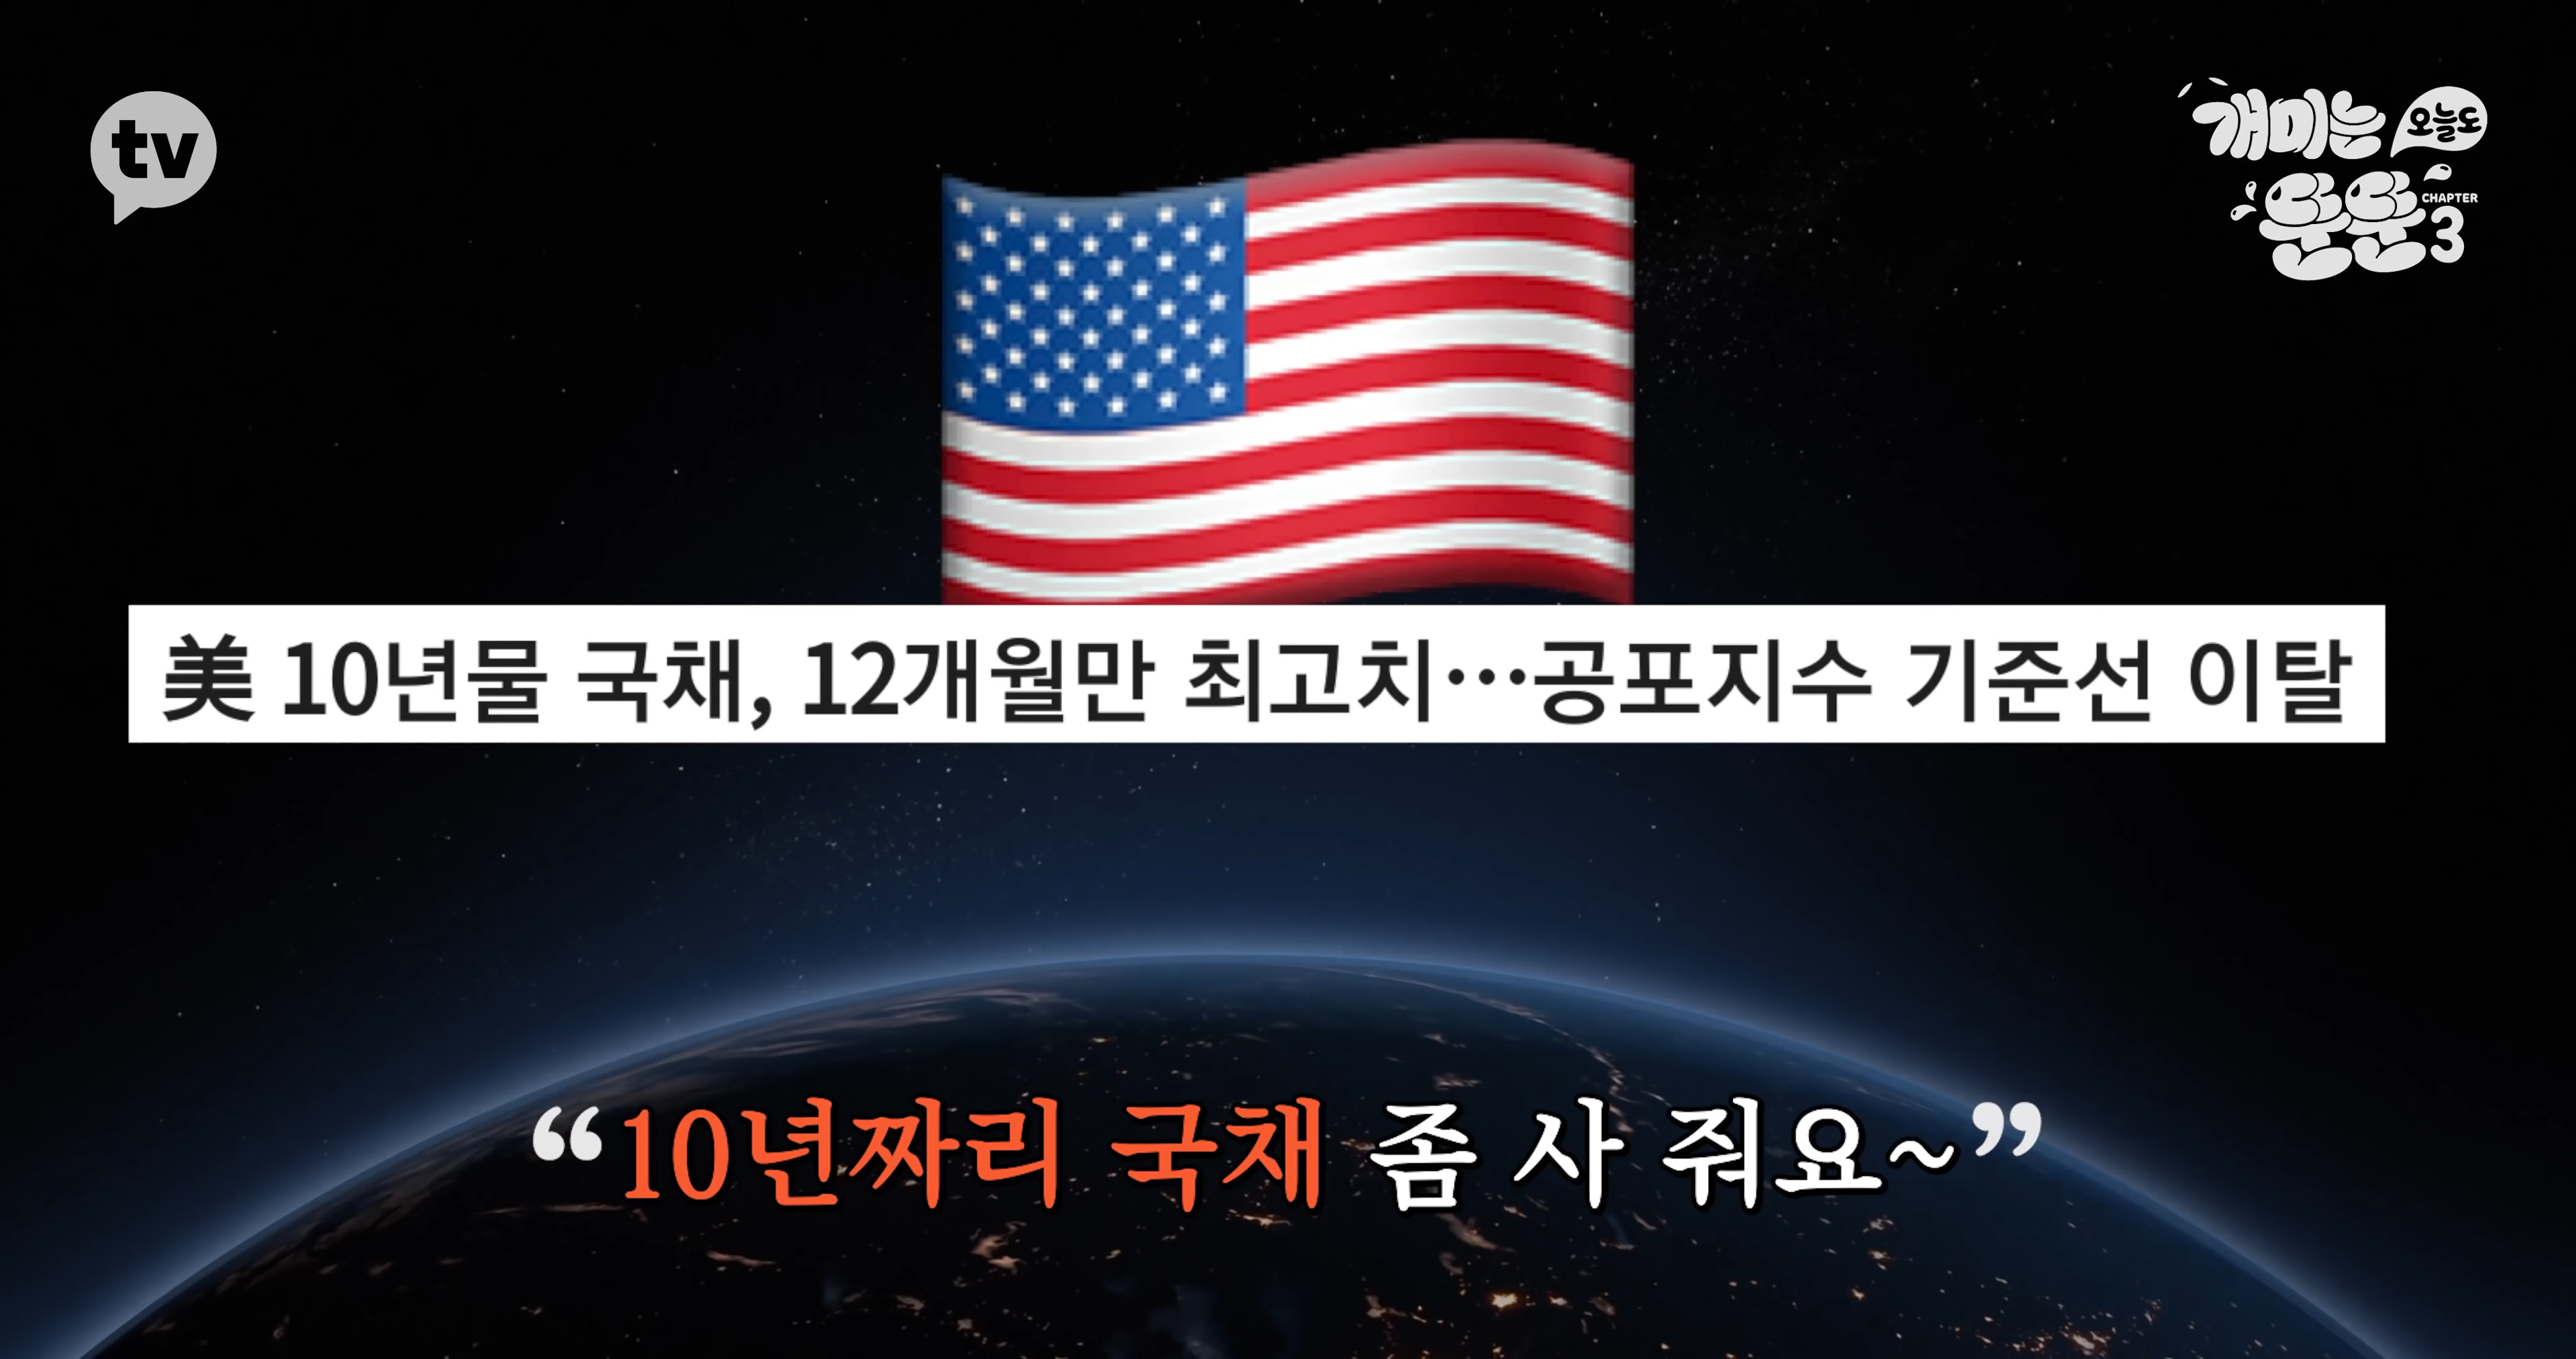 tv
개미는 오늘도
뚠뚠 CHAPTER 3
美 10년물 국채, 12개월만 최고치…공포지수 기준선 이탈
“10년짜리 국채 좀 사 줘요~”